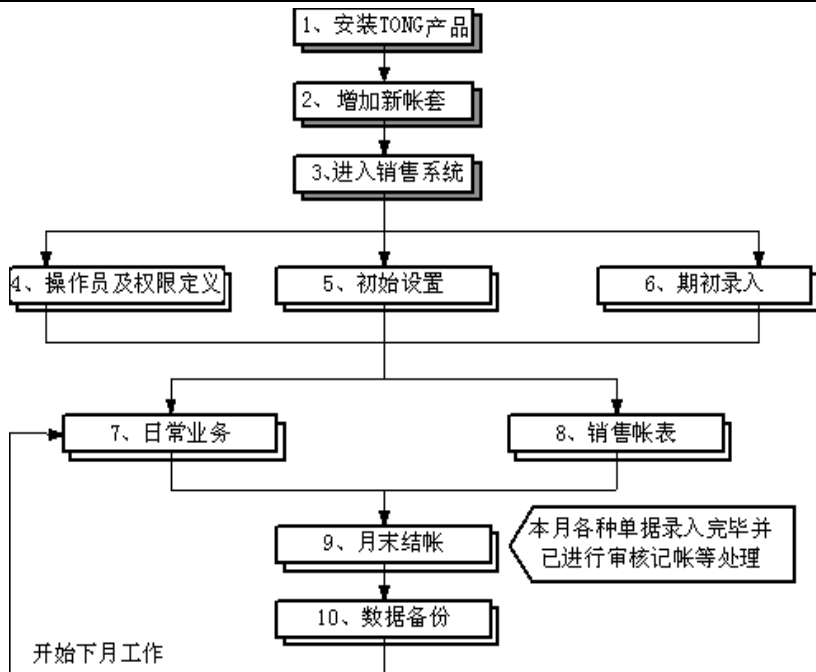 1、安装TONG产品
2、增加新帐套
3、进入销售系统
4、操作员及权限定义
5、初始设置
6、期初录入
7、日常业务
8、销售帐表
9、月末结帐
本月各种单据录入完毕并
已进行审核记帐等处理
10、数据备份
开始下月工作